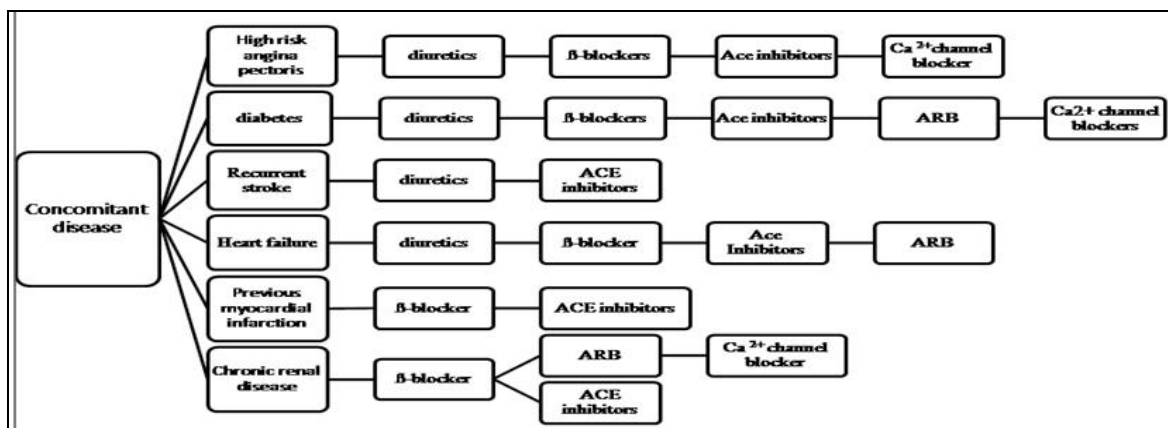 High risk
angina
pectoris
diuretics
ß-blockers
Ace inhibitors
Ca 2+channel
blocker
diabetes
diuretics
ß-blockers
Ace inhibitors
ARB
Ca2+ channel
blockers
Concomitant
disease
Recurrent
stroke
diuretics
ACE
inhibitors
Heart failure
diuretics
ß-blocker
Ace
Inhibitors
ARB
Previous
myocardial
infarction
ß-blocker
ACE inhibitors
Chronic renal
disease
ß-blocker
ARB
Ca 2+channel
blocker
ACE
inhibitors